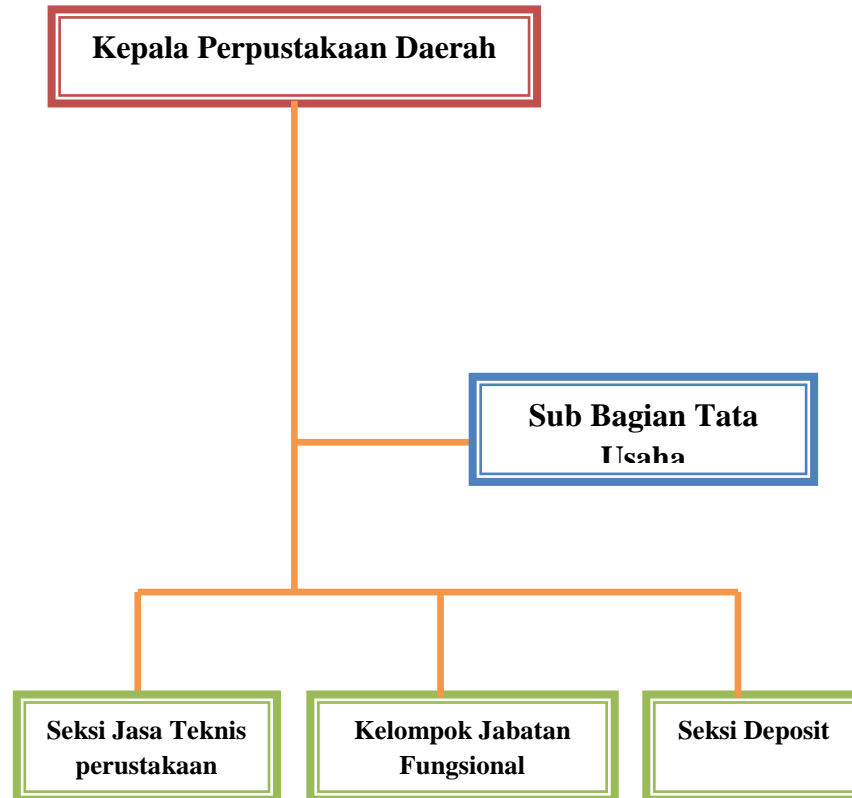 Kepala Perpustakaan Daerah
Sub Bagian Tata
Usaha
Seksi Jasa Teknis
perustakaan
Kelompok Jabatan
Fungsional
Seksi Deposit